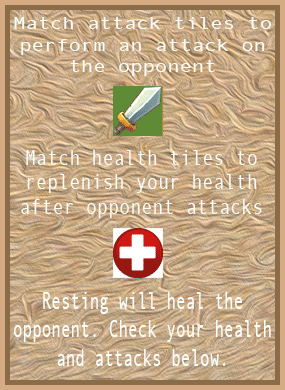 Match attack tiles to
perform an attack on
the opponent
Match health tiles to
replenish your health
after opponent attacks
Resting will heal the
opponent. Check your health
and attacks below.